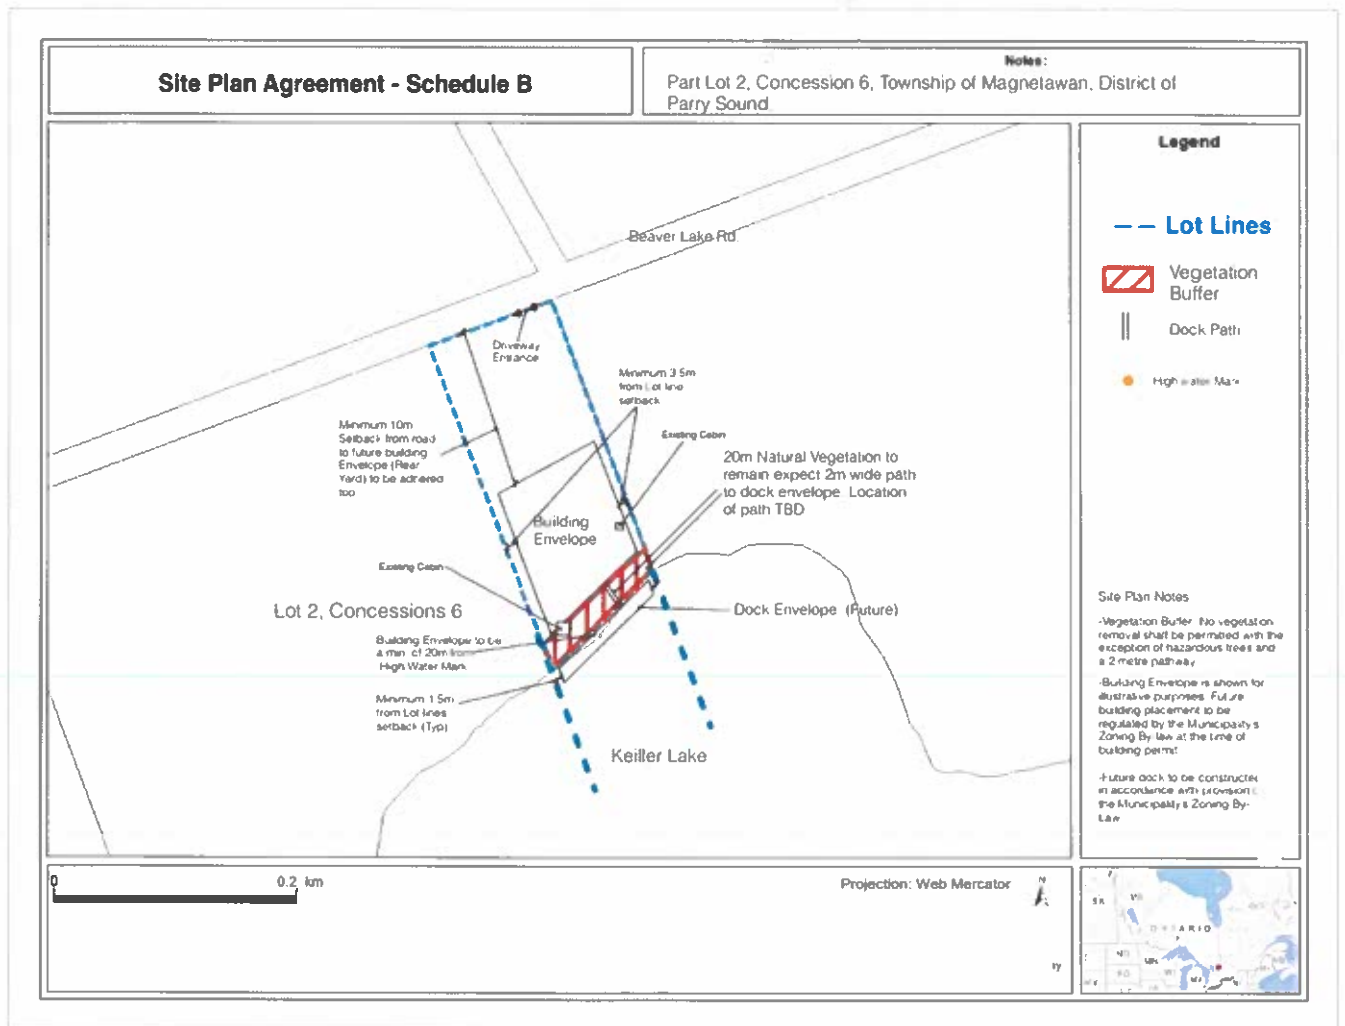 Site Plan Agreement - Schedule B
Notes:
Part Lot 2, Concession 6, Township of Magnetawan, District of
Parry Sound
Beaver Lake Rd.
Driveway
Entrance
Minimum 3.5m
from Lot line
setback
Existing Cabin
Minimum 10m
Setback from road
to future building
Envelope (Rear
Yard) to be adhered
too
20m Natural Vegetation to
remain expect 2m wide path
to dock envelope. Location
of path TBD
Building
Envelope
Existing Cabin
Lot 2, Concessions 6
Dock Envelope (Future)
Building Envelope to be
a min. of 20m from
High Water Mark
Minimum 1.5m
from Lot lines
setback (Typ)
Keiller Lake
Legend
Lot Lines
Vegetation
Buffer
Dock Path
High water Mark
Site Plan Notes
-Vegetation Buffer. No vegetation
removal shall be permitted with the
exception of hazardous trees and
a 2 metre pathway
-Building Envelope is shown for
illustrative purposes. Future
building placement to be
regulated by the Municipality's
Zoning By-law at the time of
building permit
-Future dock to be constructed
in accordance with provision
the Municipality's Zoning By-
Law
0 0.2 km
Projection: Web Mercator
N
ry
ONTARIO
MN